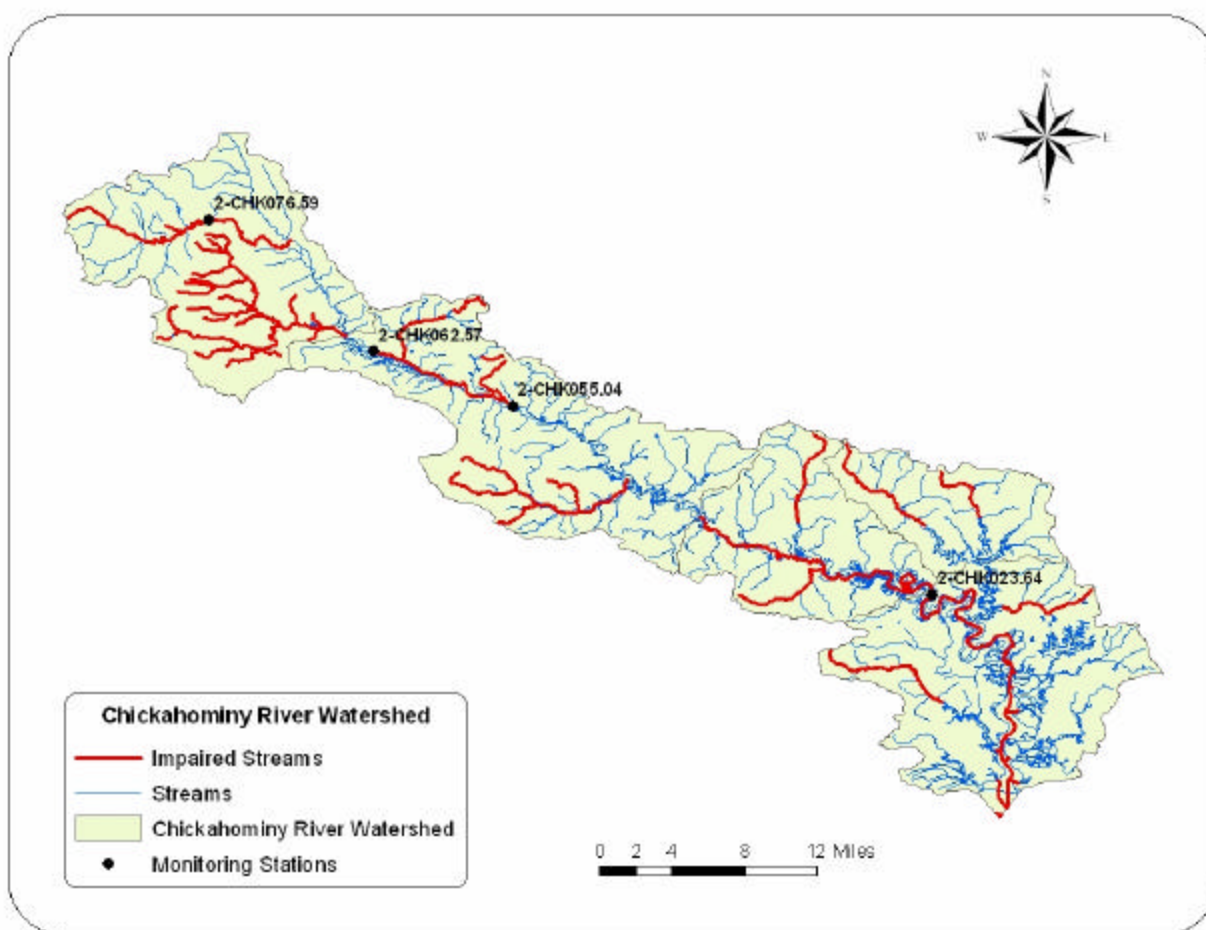 N
W E
S
2-CHK076.59
2-CHK062.57
2-CHK055.04
2-CHK023.64
Chickahominy River Watershed
Impaired Streams
Streams
Chickahominy River Watershed
Monitoring Stations
0 2 4 8 12 Miles